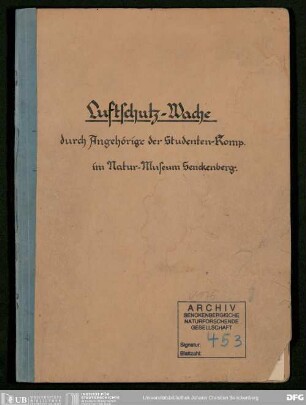 Luftschutz-Wache
durch Angehörige der Studenten-Komp.
im Natur-Museum Senckenberg.
ARCHIV
SENCKENBERGISCHE
NATURFORSCHENDE
GESELLSCHAFT
Signatur: 453
Blattzahl:
UB
Universitätsbibliothek Johann Christian Senckenberg
DFG